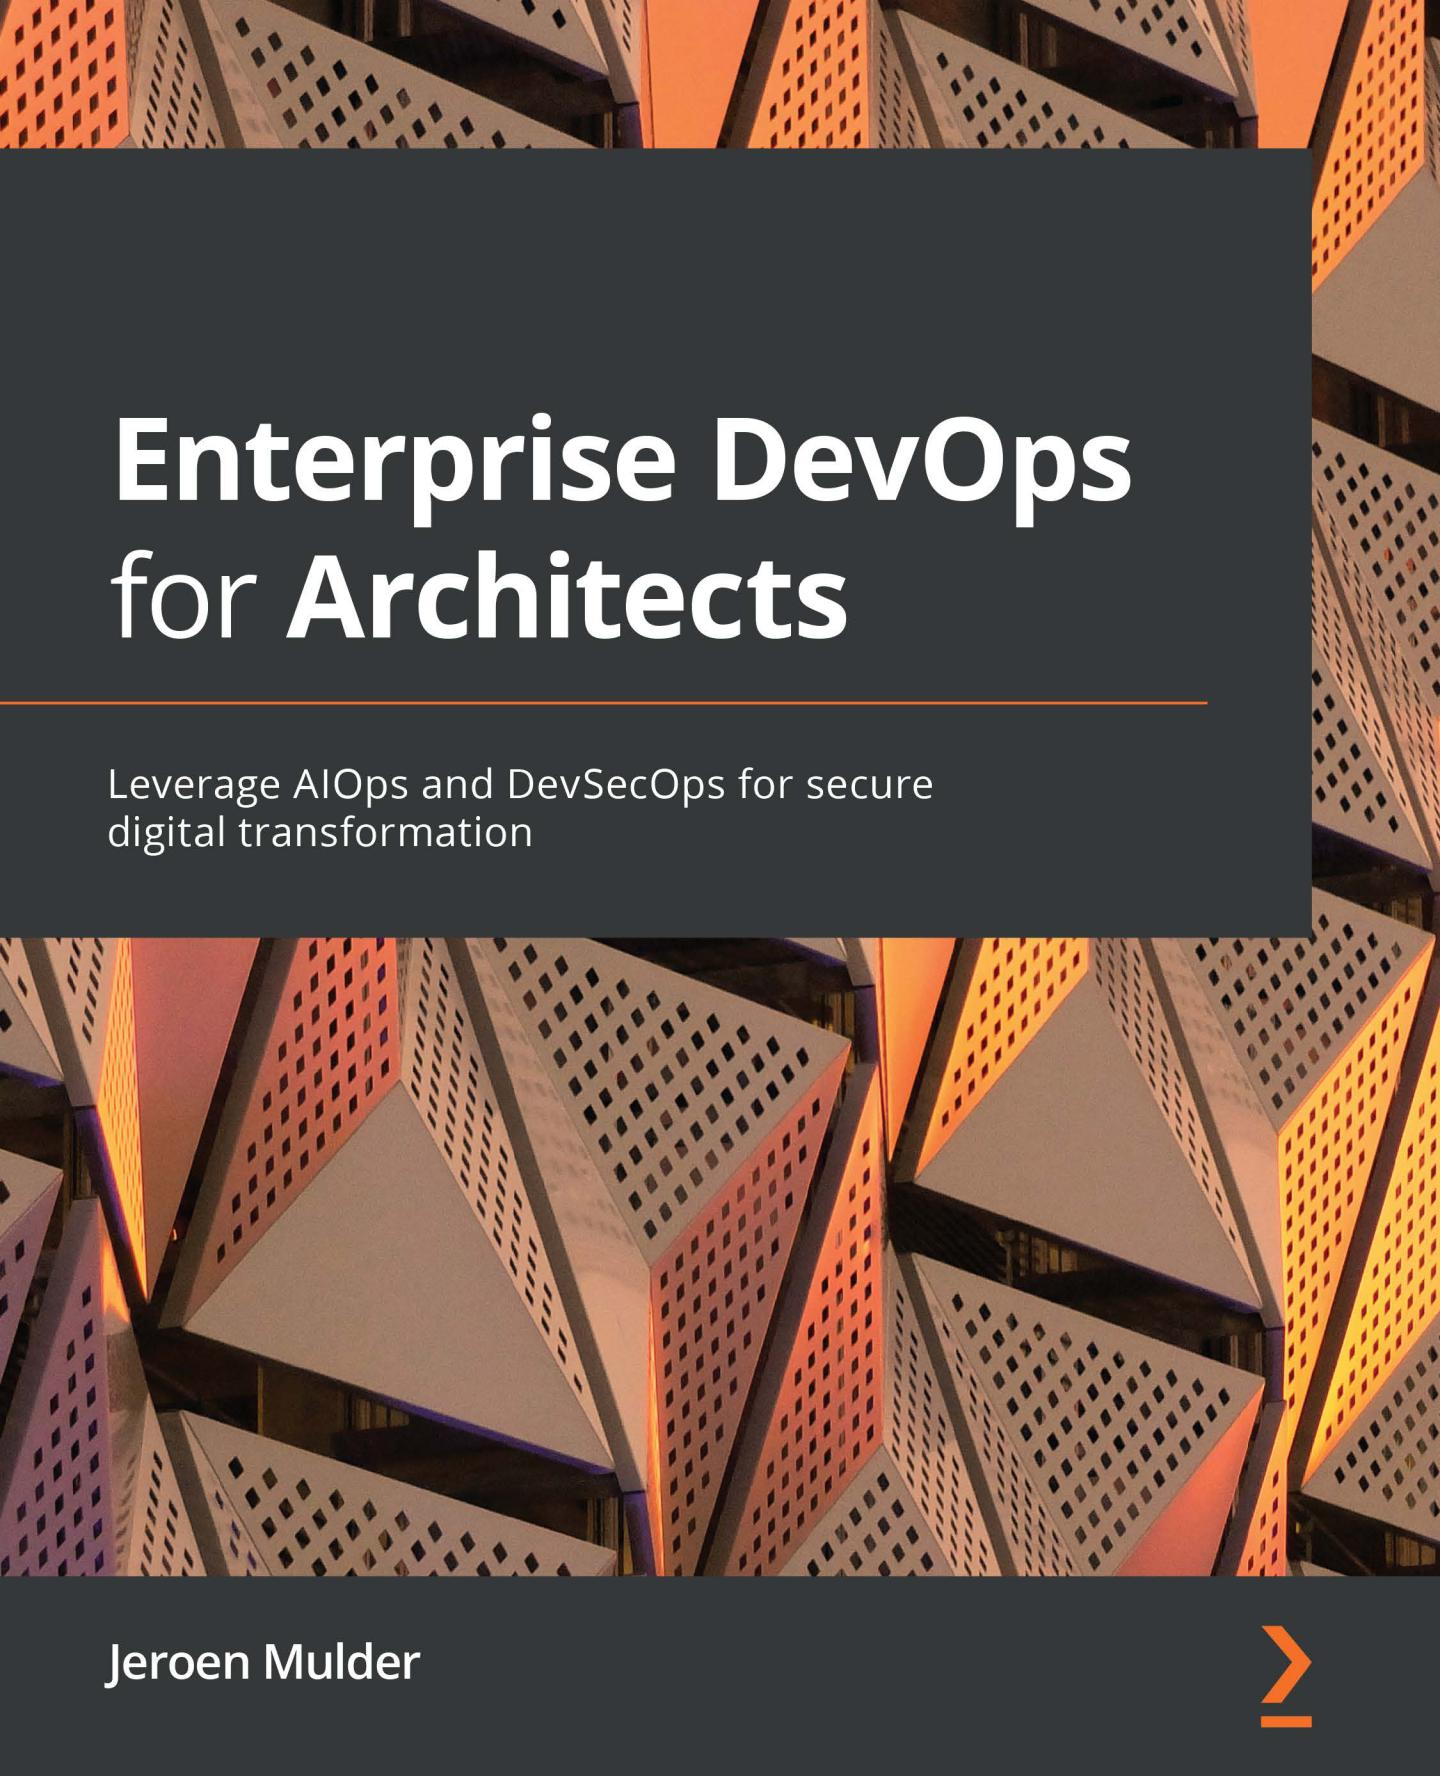 Enterprise DevOps
for Architects
Leverage AIOps and DevSecOps for secure
digital transformation
Jeroen Mulder